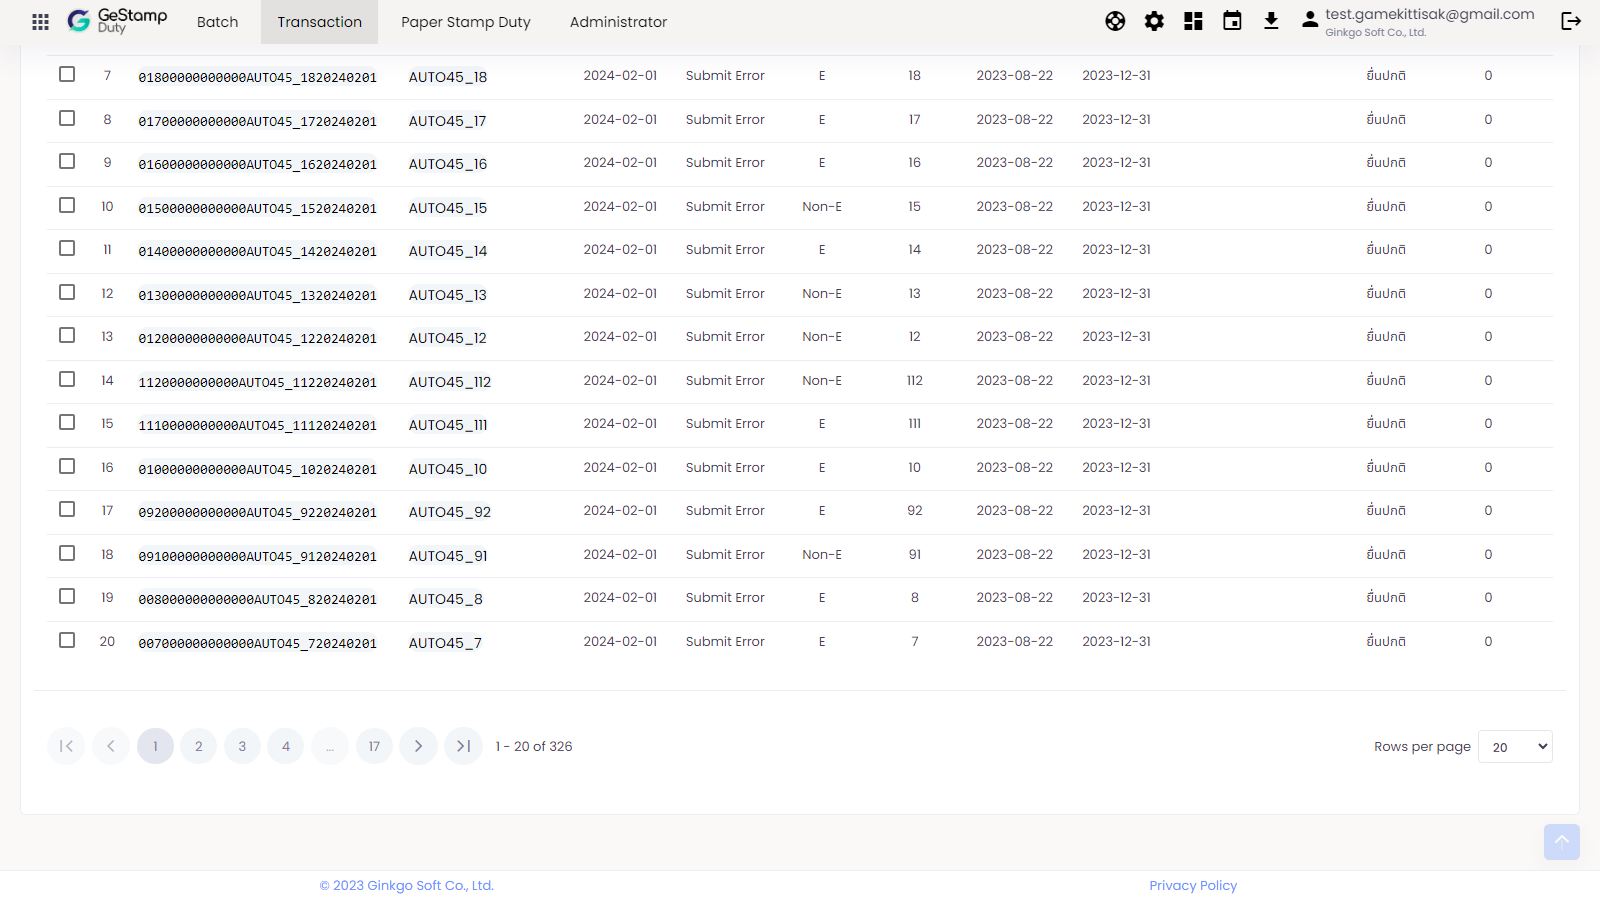 GeStamp Duty
Batch
Transaction
Paper Stamp Duty
Administrator
test.gamekittisak@gmail.com
Ginkgo Soft Co., Ltd.
7 01800000000000AUTO45_1820240201 AUTO45_18 2024-02-01 Submit Error E 18 2023-08-22 2023-12-31 ยื่นปกติ 0
8 01700000000000AUTO45_1720240201 AUTO45_17 2024-02-01 Submit Error E 17 2023-08-22 2023-12-31 ยื่นปกติ 0
9 01600000000000AUTO45_1620240201 AUTO45_16 2024-02-01 Submit Error E 16 2023-08-22 2023-12-31 ยื่นปกติ 0
10 01500000000000AUTO45_1520240201 AUTO45_15 2024-02-01 Submit Error Non-E 15 2023-08-22 2023-12-31 ยื่นปกติ 0
11 01400000000000AUTO45_1420240201 AUTO45_14 2024-02-01 Submit Error E 14 2023-08-22 2023-12-31 ยื่นปกติ 0
12 01300000000000AUTO45_1320240201 AUTO45_13 2024-02-01 Submit Error Non-E 13 2023-08-22 2023-12-31 ยื่นปกติ 0
13 01200000000000AUTO45_1220240201 AUTO45_12 2024-02-01 Submit Error Non-E 12 2023-08-22 2023-12-31 ยื่นปกติ 0
14 1120000000000AUTO45_11220240201 AUTO45_112 2024-02-01 Submit Error Non-E 112 2023-08-22 2023-12-31 ยื่นปกติ 0
15 1110000000000AUTO45_11120240201 AUTO45_111 2024-02-01 Submit Error E 111 2023-08-22 2023-12-31 ยื่นปกติ 0
16 01000000000000AUTO45_1020240201 AUTO45_10 2024-02-01 Submit Error E 10 2023-08-22 2023-12-31 ยื่นปกติ 0
17 09200000000000AUTO45_9220240201 AUTO45_92 2024-02-01 Submit Error E 92 2023-08-22 2023-12-31 ยื่นปกติ 0
18 09100000000000AUTO45_9120240201 AUTO45_91 2024-02-01 Submit Error Non-E 91 2023-08-22 2023-12-31 ยื่นปกติ 0
19 008000000000000AUTO45_820240201 AUTO45_8 2024-02-01 Submit Error E 8 2023-08-22 2023-12-31 ยื่นปกติ 0
20 007000000000000AUTO45_720240201 AUTO45_7 2024-02-01 Submit Error E 7 2023-08-22 2023-12-31 ยื่นปกติ 0
1 2 3 4 ... 17 1 - 20 of 326
Rows per page 20
© 2023 Ginkgo Soft Co., Ltd.
Privacy Policy